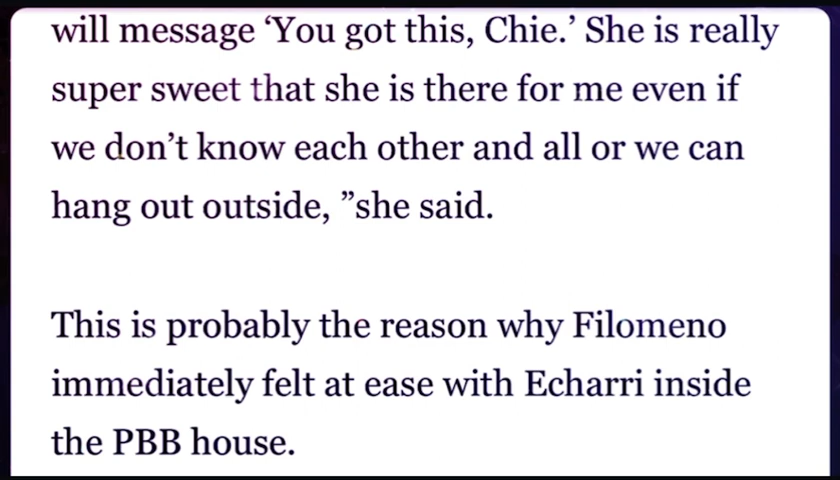 will message ‘You got this, Chie.’ She is really
super sweet that she is there for me even if
we don’t know each other and all or we can
hang out outside, ”she said.
This is probably the reason why Filomeno
immediately felt at ease with Echarri inside
the PBB house.